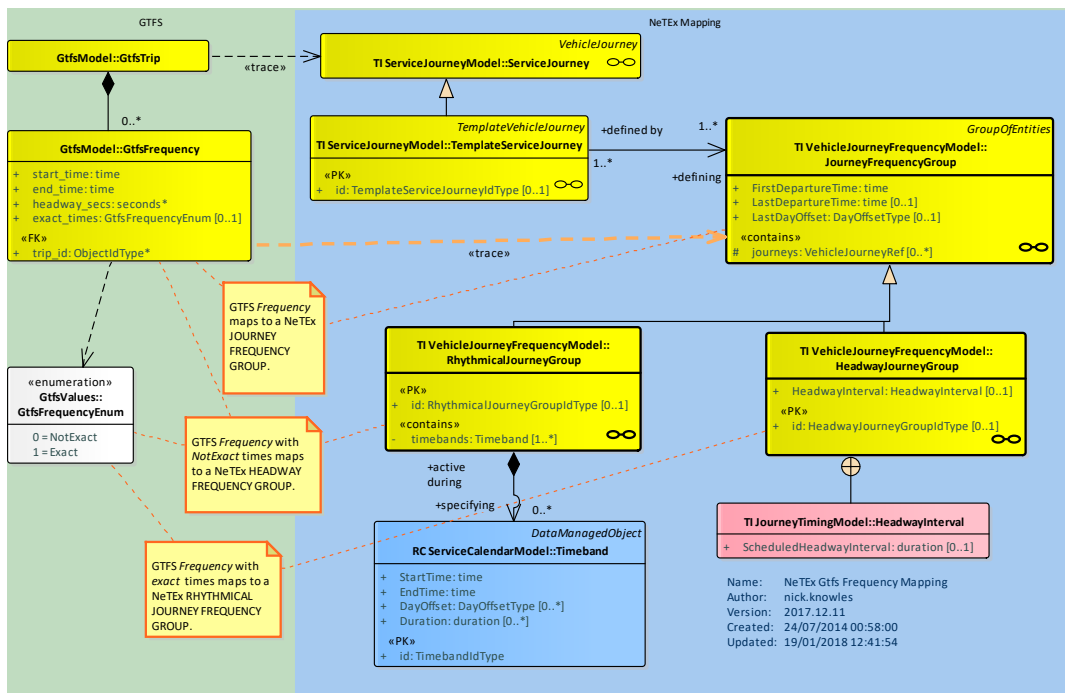 GTFS
NeTEx Mapping
GtfsModel::GtfsTrip
«trace»
VehicleJourney
TI ServiceJourneyModel::ServiceJourney
0..*
GtfsModel::GtfsFrequency
+ start_time: time
+ end_time: time
+ headway_secs: seconds*
+ exact_times: GtfsFrequencyEnum [0..1]
«FK»
+ trip_id: ObjectIdType*
TemplateVehicleJourney
TI ServiceJourneyModel::TemplateServiceJourney
«PK»
+ id: TemplateServiceJourneyIdType [0..1]
+defined by
1..*
1..*
+defining
GroupOfEntities
TI VehicleJourneyFrequencyModel::
JourneyFrequencyGroup
+ FirstDepartureTime: time
+ LastDepartureTime: time [0..1]
+ LastDayOffset: DayOffsetType [0..1]
«contains»
# journeys: VehicleJourneyRef [0..*]
«trace»
GTFS Frequency
maps to a NeTEx
JOURNEY
FREQUENCY
GROUP.
«enumeration»
GtfsValues::
GtfsFrequencyEnum
0 = NotExact
1 = Exact
GTFS Frequency with
NotExact times maps
to a NeTEx HEADWAY
FREQUENCY GROUP.
TI VehicleJourneyFrequencyModel::
RhythmicalJourneyGroup
«PK»
+ id: RhythmicalJourneyGroupIdType [0..1]
«contains»
- timebands: Timeband [1..*]
TI VehicleJourneyFrequencyModel::
HeadwayJourneyGroup
+ HeadwayInterval: HeadwayInterval [0..1]
«PK»
+ id: HeadwayJourneyGroupIdType [0..1]
+active
during
+specifying
0..*
GTFS Frequency with
exact times maps to a
NeTEx RHYTHMICAL
JOURNEY FREQUENCY
GROUP.
DataManagedObject
RC ServiceCalendarModel::Timeband
+ StartTime: time
+ EndTime: time
+ DayOffset: DayOffsetType [0..*]
+ Duration: duration [0..*]
«PK»
+ id: TimebandIdType
TI JourneyTimingModel::HeadwayInterval
+ ScheduledHeadwayInterval: duration [0..1]
Name: NeTEx Gtfs Frequency Mapping
Author: nick.knowles
Version: 2017.12.11
Created: 24/07/2014 00:58:00
Updated: 19/01/2018 12:41:54